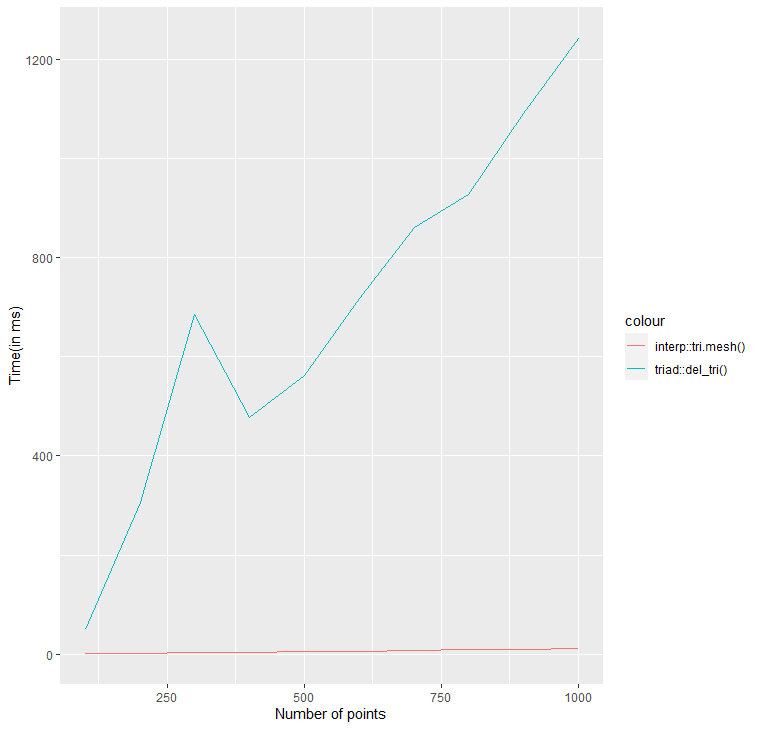 1200
800
400
0
Time(in ms)
250
500
750
1000
Number of points
colour
interp::tri.mesh()
triad::del_tri()